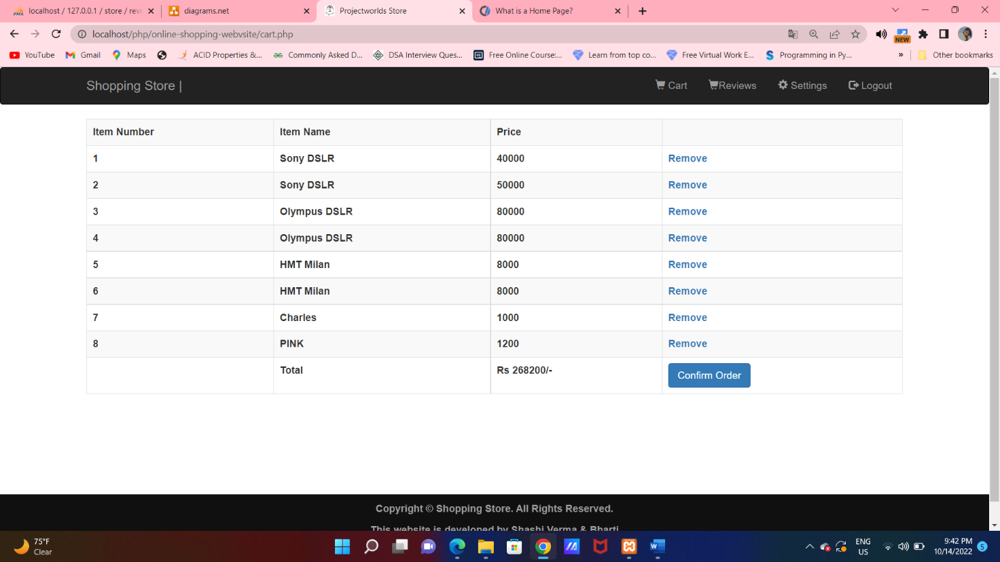 localhost / 127.0.0.1 / store / revi
diagrams.net
Projectworlds Store
What is a Home Page?
localhost/php/online-shopping-webvsite/cart.php
NEW
YouTube
Gmail
Maps
ACID Properties &...
Commonly Asked D...
DSA Interview Ques...
Free Online Course:...
Learn from top co...
Free Virtual Work E...
Programming in Py...
»
Other bookmarks
Shopping Store |
Cart
Reviews
Settings
Logout
Item Number Item Name Price
1 Sony DSLR 40000 Remove
2 Sony DSLR 50000 Remove
3 Olympus DSLR 80000 Remove
4 Olympus DSLR 80000 Remove
5 HMT Milan 8000 Remove
6 HMT Milan 8000 Remove
7 Charles 1000 Remove
8 PINK 1200 Remove
Total Rs 268200/- Confirm Order
Copyright © Shopping Store. All Rights Reserved.
This website is developed by Shashi Verma & Bharti
75°F
Clear
ENG
US
9:42 PM
10/14/2022
5